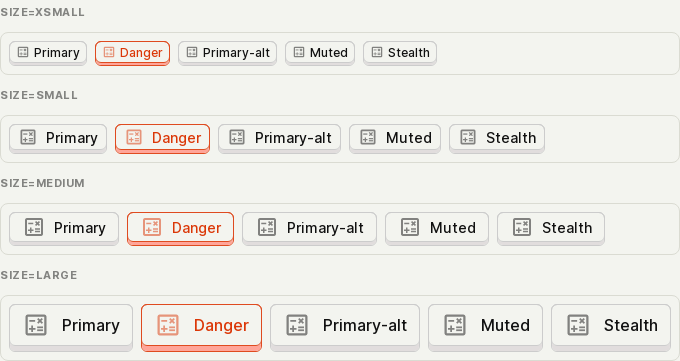 SIZE=XSMALL
Primary Danger Primary-alt Muted Stealth
SIZE=SMALL
Primary Danger Primary-alt Muted Stealth
SIZE=MEDIUM
Primary Danger Primary-alt Muted Stealth
SIZE=LARGE
Primary Danger Primary-alt Muted Stealth